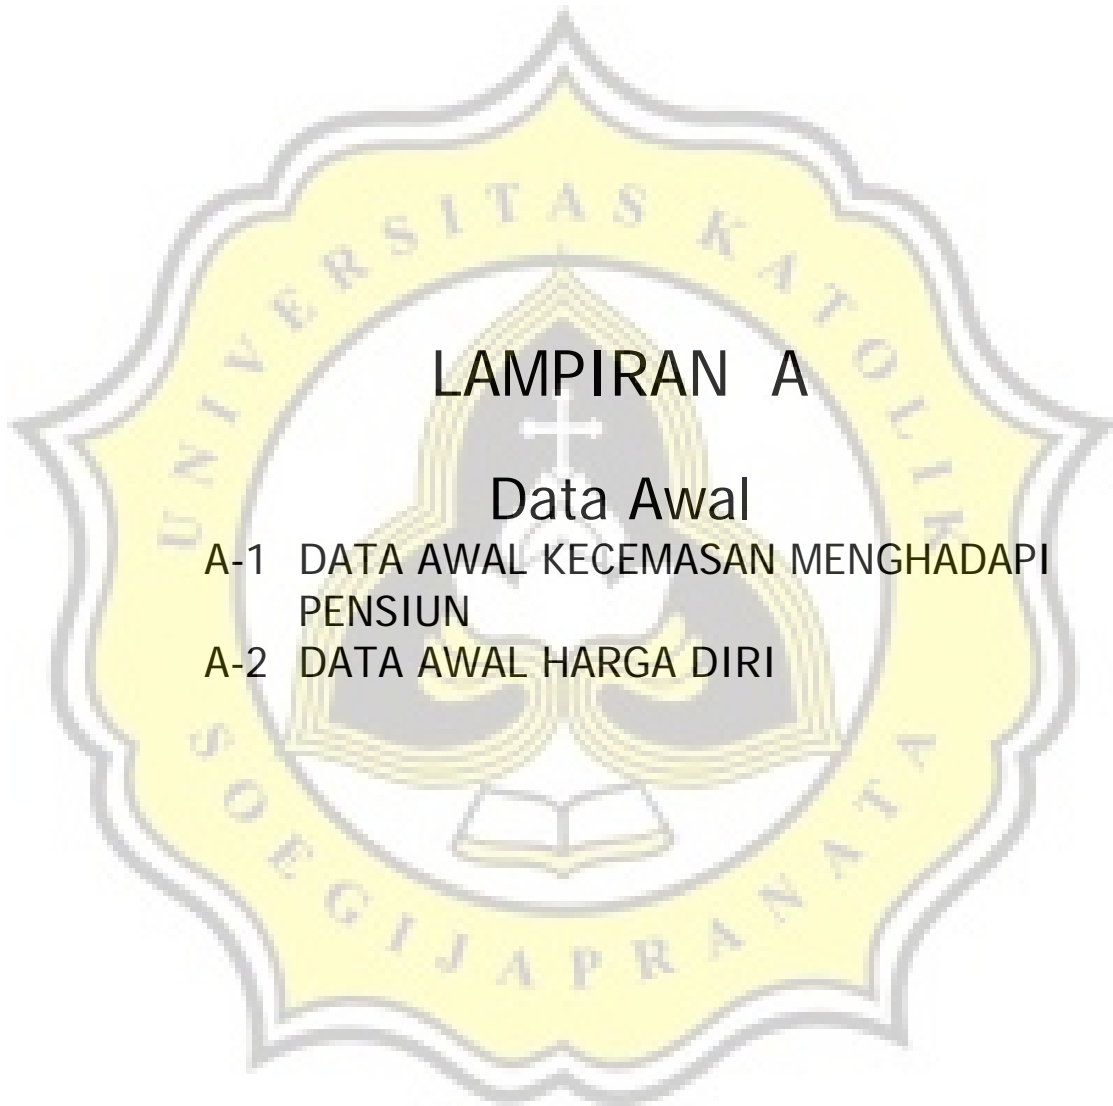 UNIVERSITAS KATOLIK
LAMPIRAN A
Data Awal
A-1 DATA AWAL KECEMASAN MENGHADAPI
PENSIUN
A-2 DATA AWAL HARGA DIRI
SOEGIJAPRANATA